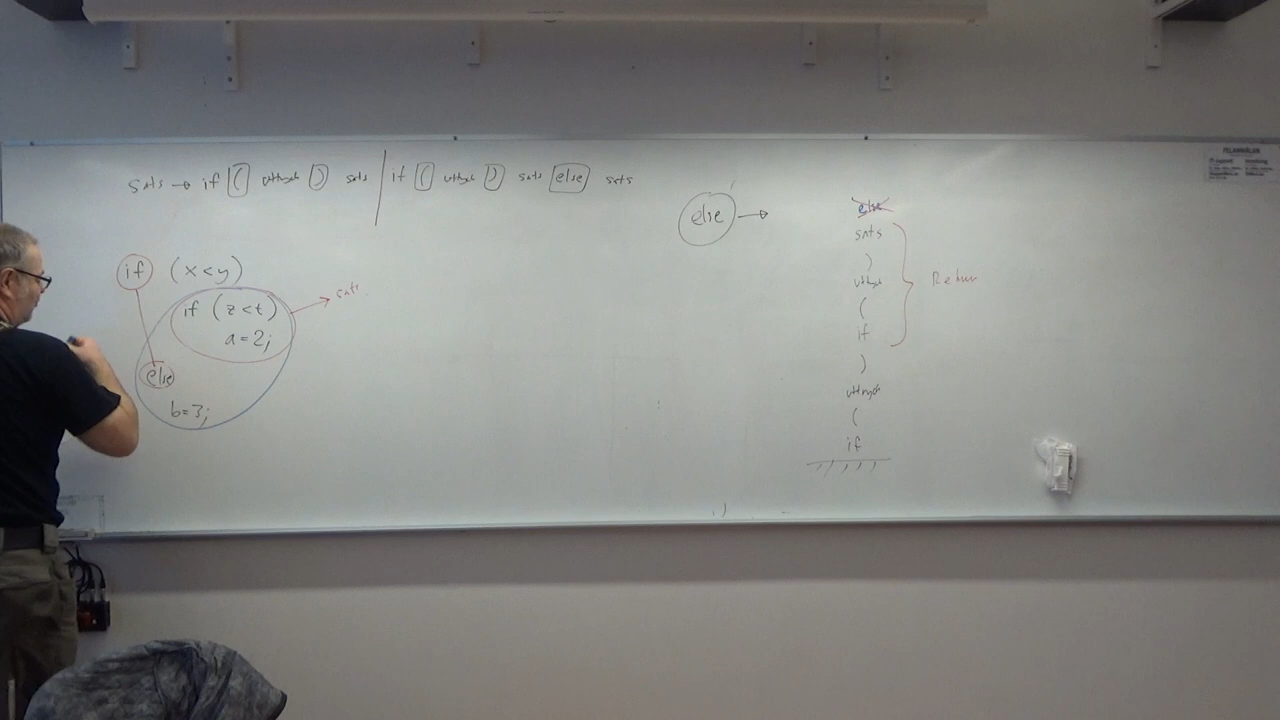 sats → if ( uttryck ) sats | if ( uttryck ) sats else sats
if (x<y)
if (z<t)
a=2;
else
b=3;
sats
else →
else
sats
)
uttryck
(
if
)
uttryck
(
if
FELANMÄLAN